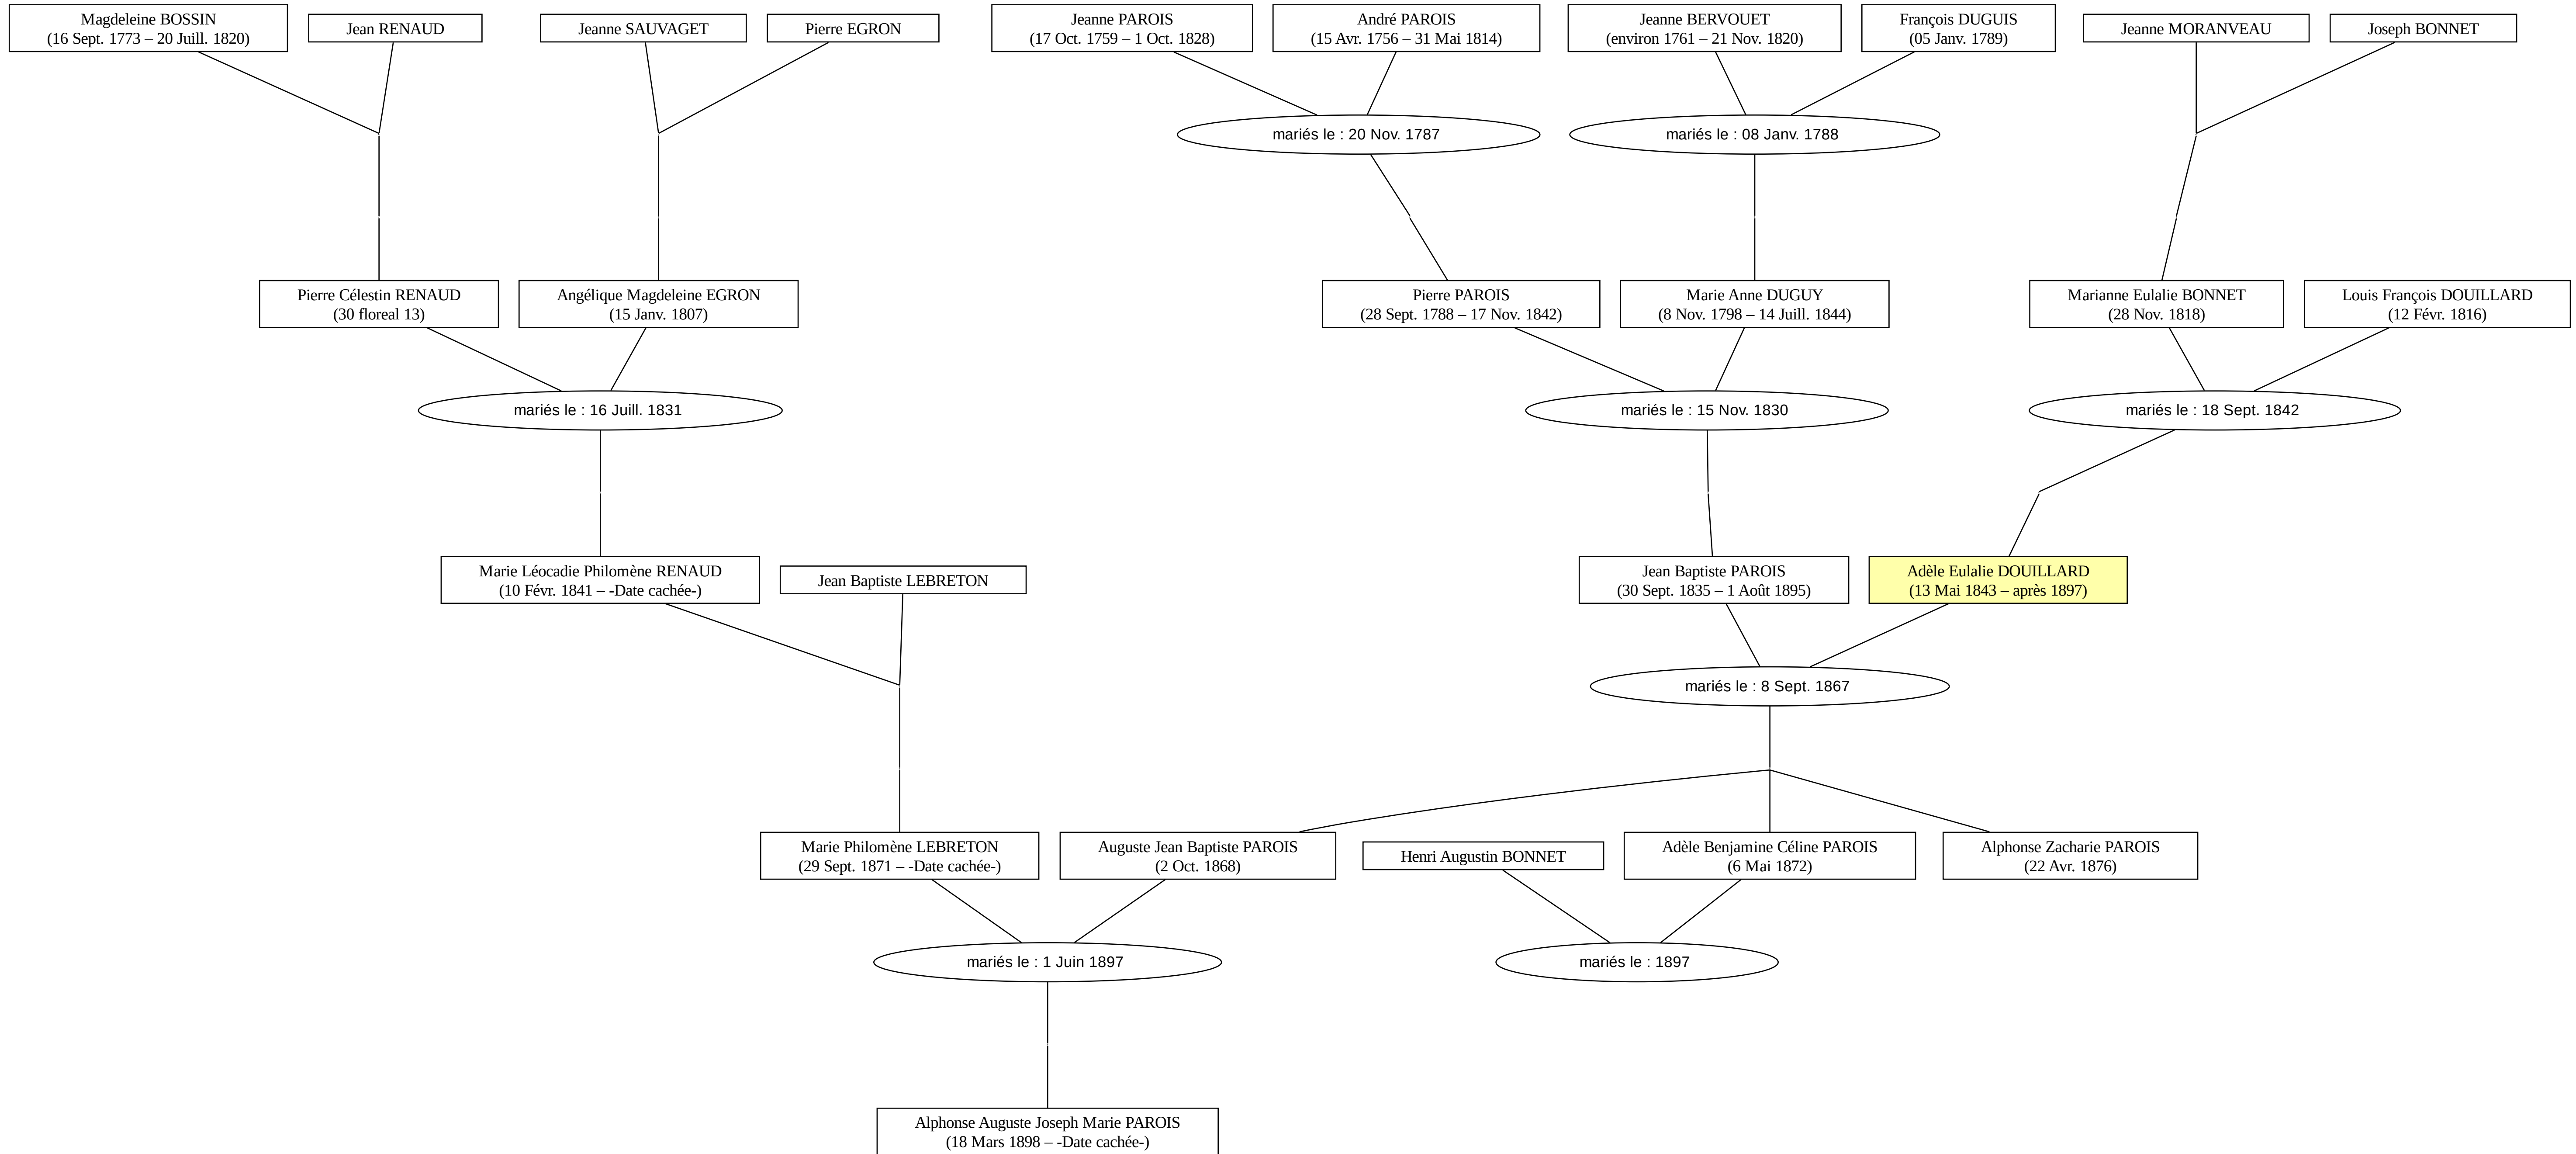 Magdeleine BOSSIN
(16 Sept. 1773 – 20 Juill. 1820)
Jean RENAUD
Jeanne SAUVAGET
Pierre EGRON
Jeanne PAROIS
(17 Oct. 1759 – 1 Oct. 1828)
André PAROIS
(15 Avr. 1756 – 31 Mai 1814)
Jeanne BERVOUET
(environ 1761 – 21 Nov. 1820)
François DUGUIS
(05 Janv. 1789)
Jeanne MORANVEAU
Joseph BONNET
mariés le : 20 Nov. 1787
mariés le : 08 Janv. 1788
Pierre Célestin RENAUD
(30 floreal 13)
Angélique Magdeleine EGRON
(15 Janv. 1807)
Pierre PAROIS
(28 Sept. 1788 – 17 Nov. 1842)
Marie Anne DUGUY
(8 Nov. 1798 – 14 Juill. 1844)
Marianne Eulalie BONNET
(28 Nov. 1818)
Louis François DOUILLARD
(12 Févr. 1816)
mariés le : 16 Juill. 1831
mariés le : 15 Nov. 1830
mariés le : 18 Sept. 1842
Marie Léocadie Philomène RENAUD
(10 Févr. 1841 – -Date cachée-)
Jean Baptiste LEBRETON
Jean Baptiste PAROIS
(30 Sept. 1835 – 1 Août 1895)
Adèle Eulalie DOUILLARD
(13 Mai 1843 – après 1897)
mariés le : 8 Sept. 1867
Marie Philomène LEBRETON
(29 Sept. 1871 – -Date cachée-)
Auguste Jean Baptiste PAROIS
(2 Oct. 1868)
Henri Augustin BONNET
Adèle Benjamine Céline PAROIS
(6 Mai 1872)
Alphonse Zacharie PAROIS
(22 Avr. 1876)
mariés le : 1 Juin 1897
mariés le : 1897
Alphonse Auguste Joseph Marie PAROIS
(18 Mars 1898 – -Date cachée-)